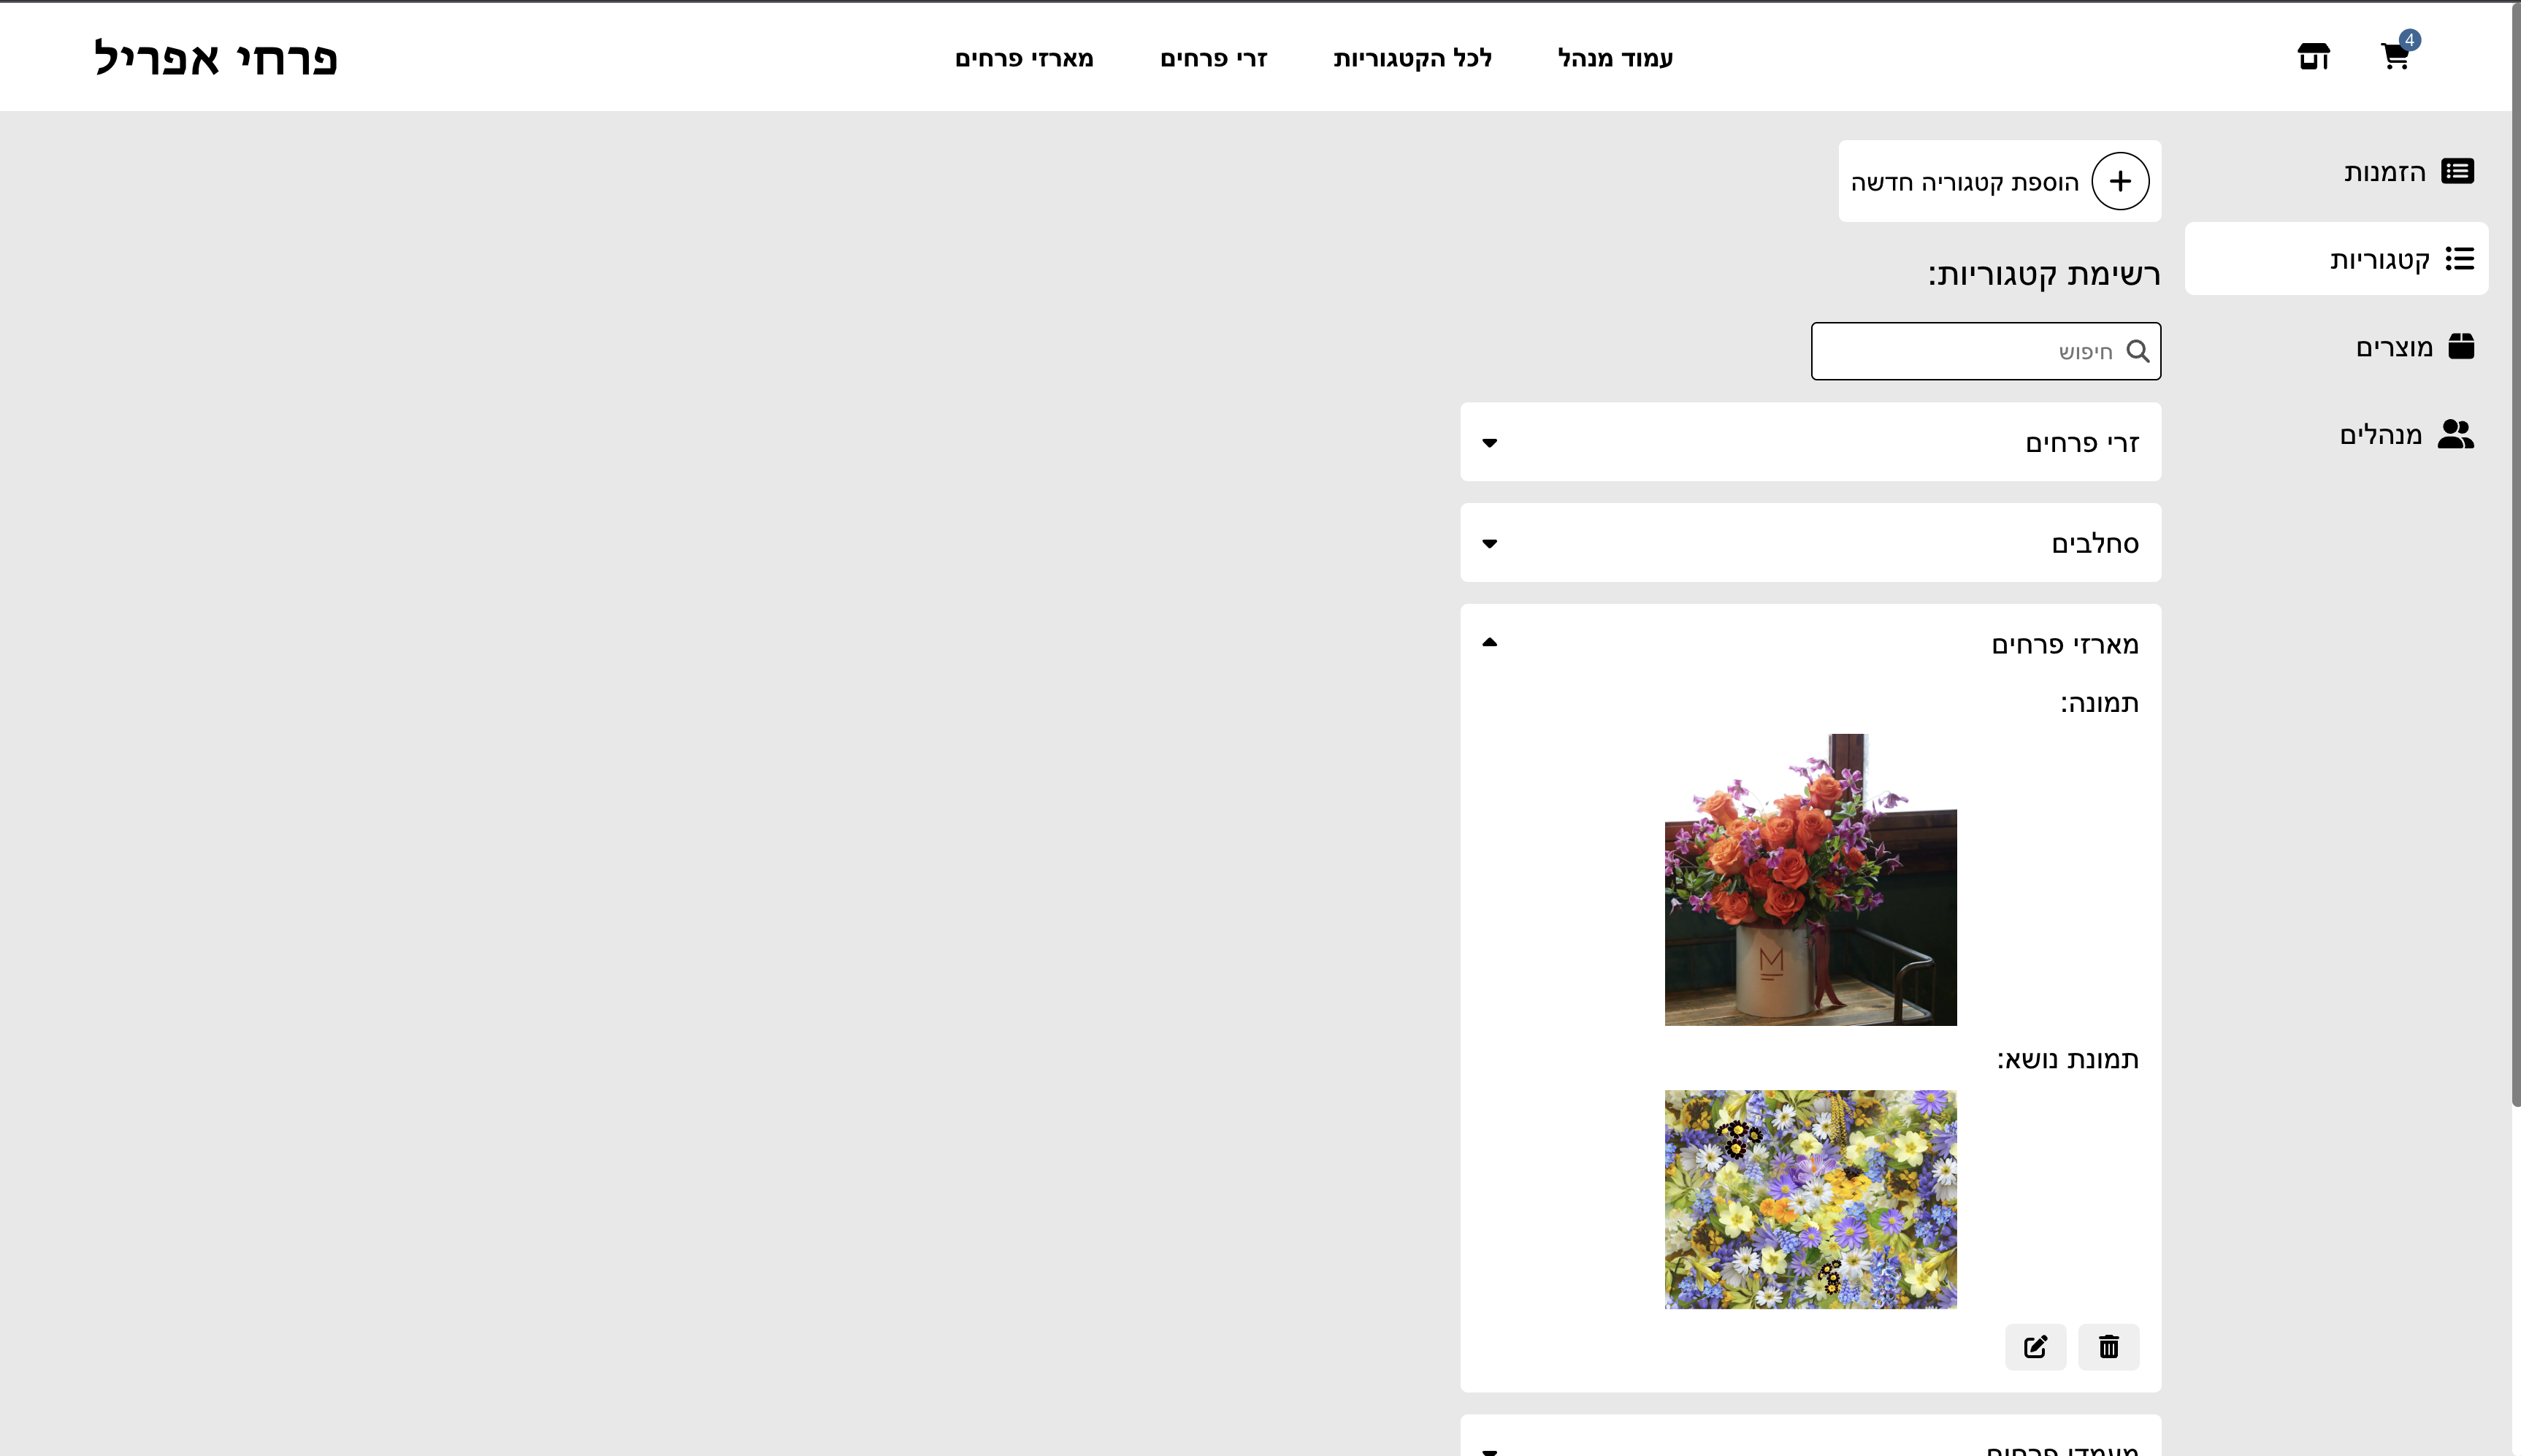 4
עמוד מנהל
לכל הקטגוריות
זרי פרחים
מארזי פרחים
פרחי אפריל
הזמנות
קטגוריות
מוצרים
מנהלים
הוספת קטגוריה חדשה
רשימת קטגוריות:
חיפוש
זרי פרחים
סחלבים
מארזי פרחים
תמונה:
M
תמונת נושא: